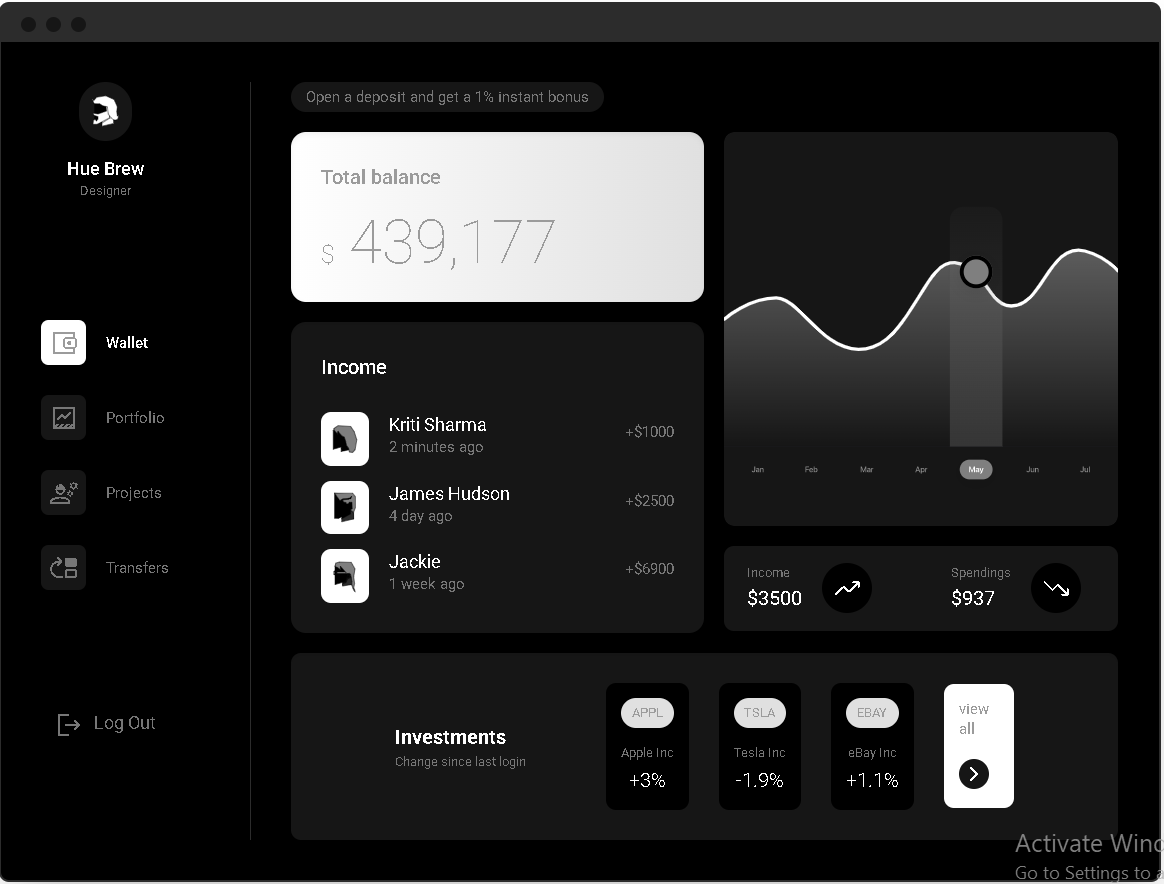 Open a deposit and get a 1% instant bonus
Hue Brew
Designer
Wallet
Portfolio
Projects
Transfers
Log Out
Total balance
$ 439,177
Income
Kriti Sharma
2 minutes ago
+$1000
James Hudson
4 day ago
+$2500
Jackie
1 week ago
+$6900
Jan Feb Mar Apr May Jun Jul
Income
$3500
Spendings
$937
Investments
Change since last login
APPL
Apple Inc
+3%
TSLA
Tesla Inc
-1.9%
EBAY
eBay Inc
+1.1%
view
all
Activate Wind
Go to Settings to a